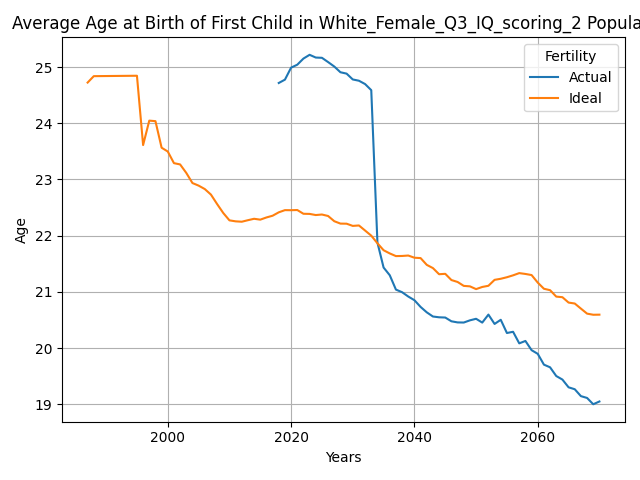 Average Age at Birth of First Child in White_Female_Q3_IQ_scoring_2 Popula
Fertility
Actual
Ideal
25
24
23
22
21
20
19
Age
2000 2020 2040 2060
Years